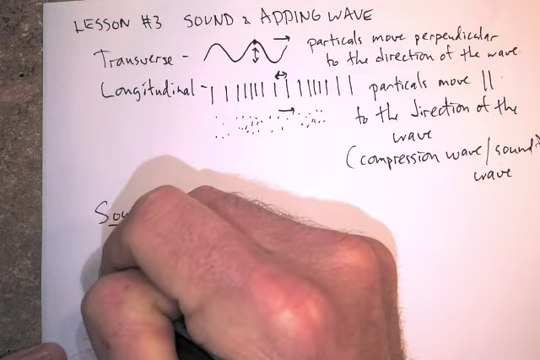 LESSON #3 SOUND & ADDING WAVE
Transverse - particals move perpendicular
to the direction of the wave
Longitudinal - particals move ||
to the direction of the
wave
(compression wave/sound
wave
Sou